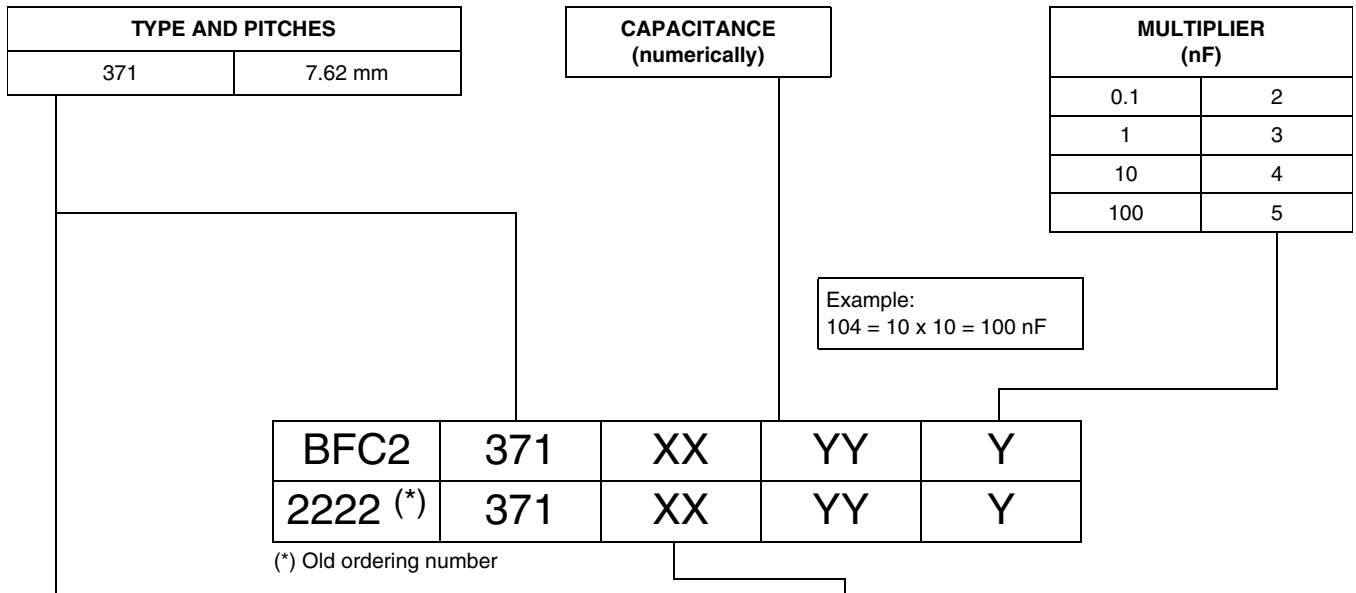 TYPE AND PITCHES
371 7.62 mm
CAPACITANCE
(numerically)
MULTIPLIER
(nF)
0.1 2
1 3
10 4
100 5
Example:
104 = 10 x 10 = 100 nF
BFC2 371 XX YY Y
2222 (*) 371 XX YY Y
(*) Old ordering number